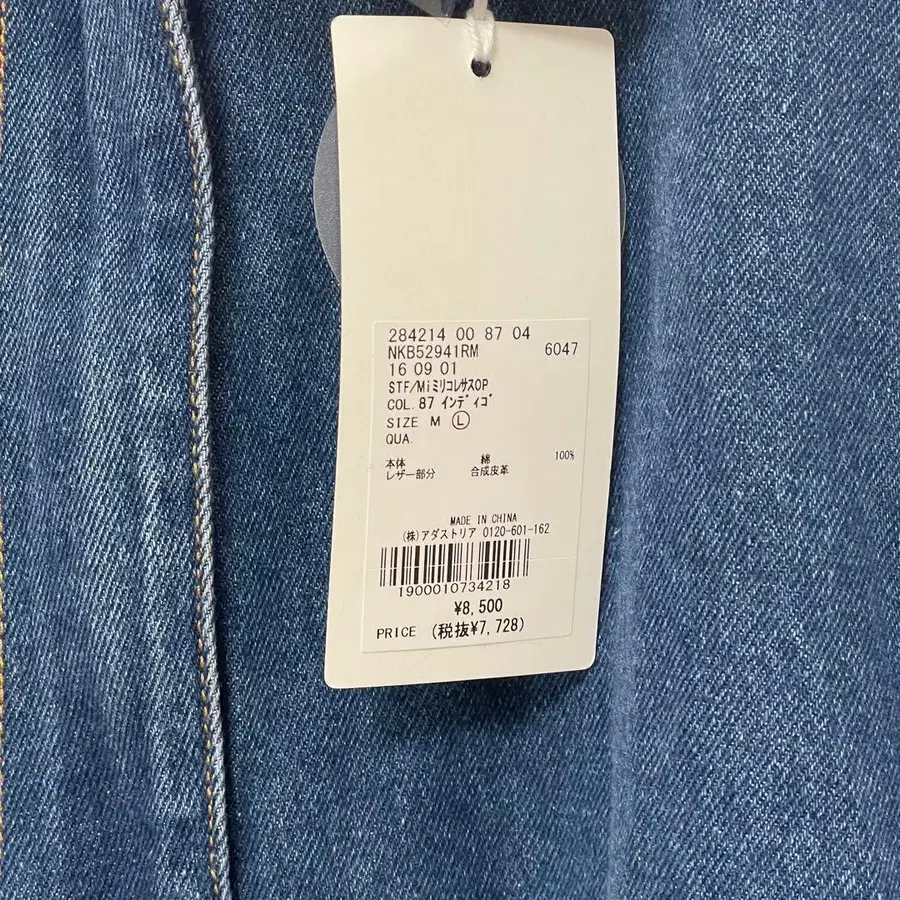 284214 00 87 04
NKB52941RM 6047
16 09 01
STF/MiミリコレサスOP
COL.87 インディゴ
SIZE M Ⓛ
QUA.
本体 綿 100%
レザー部分 合成皮革
MADE IN CHINA
(株)アダストリア 0120-601-162
1900010734218
¥8,500
PRICE (税抜¥7,728)